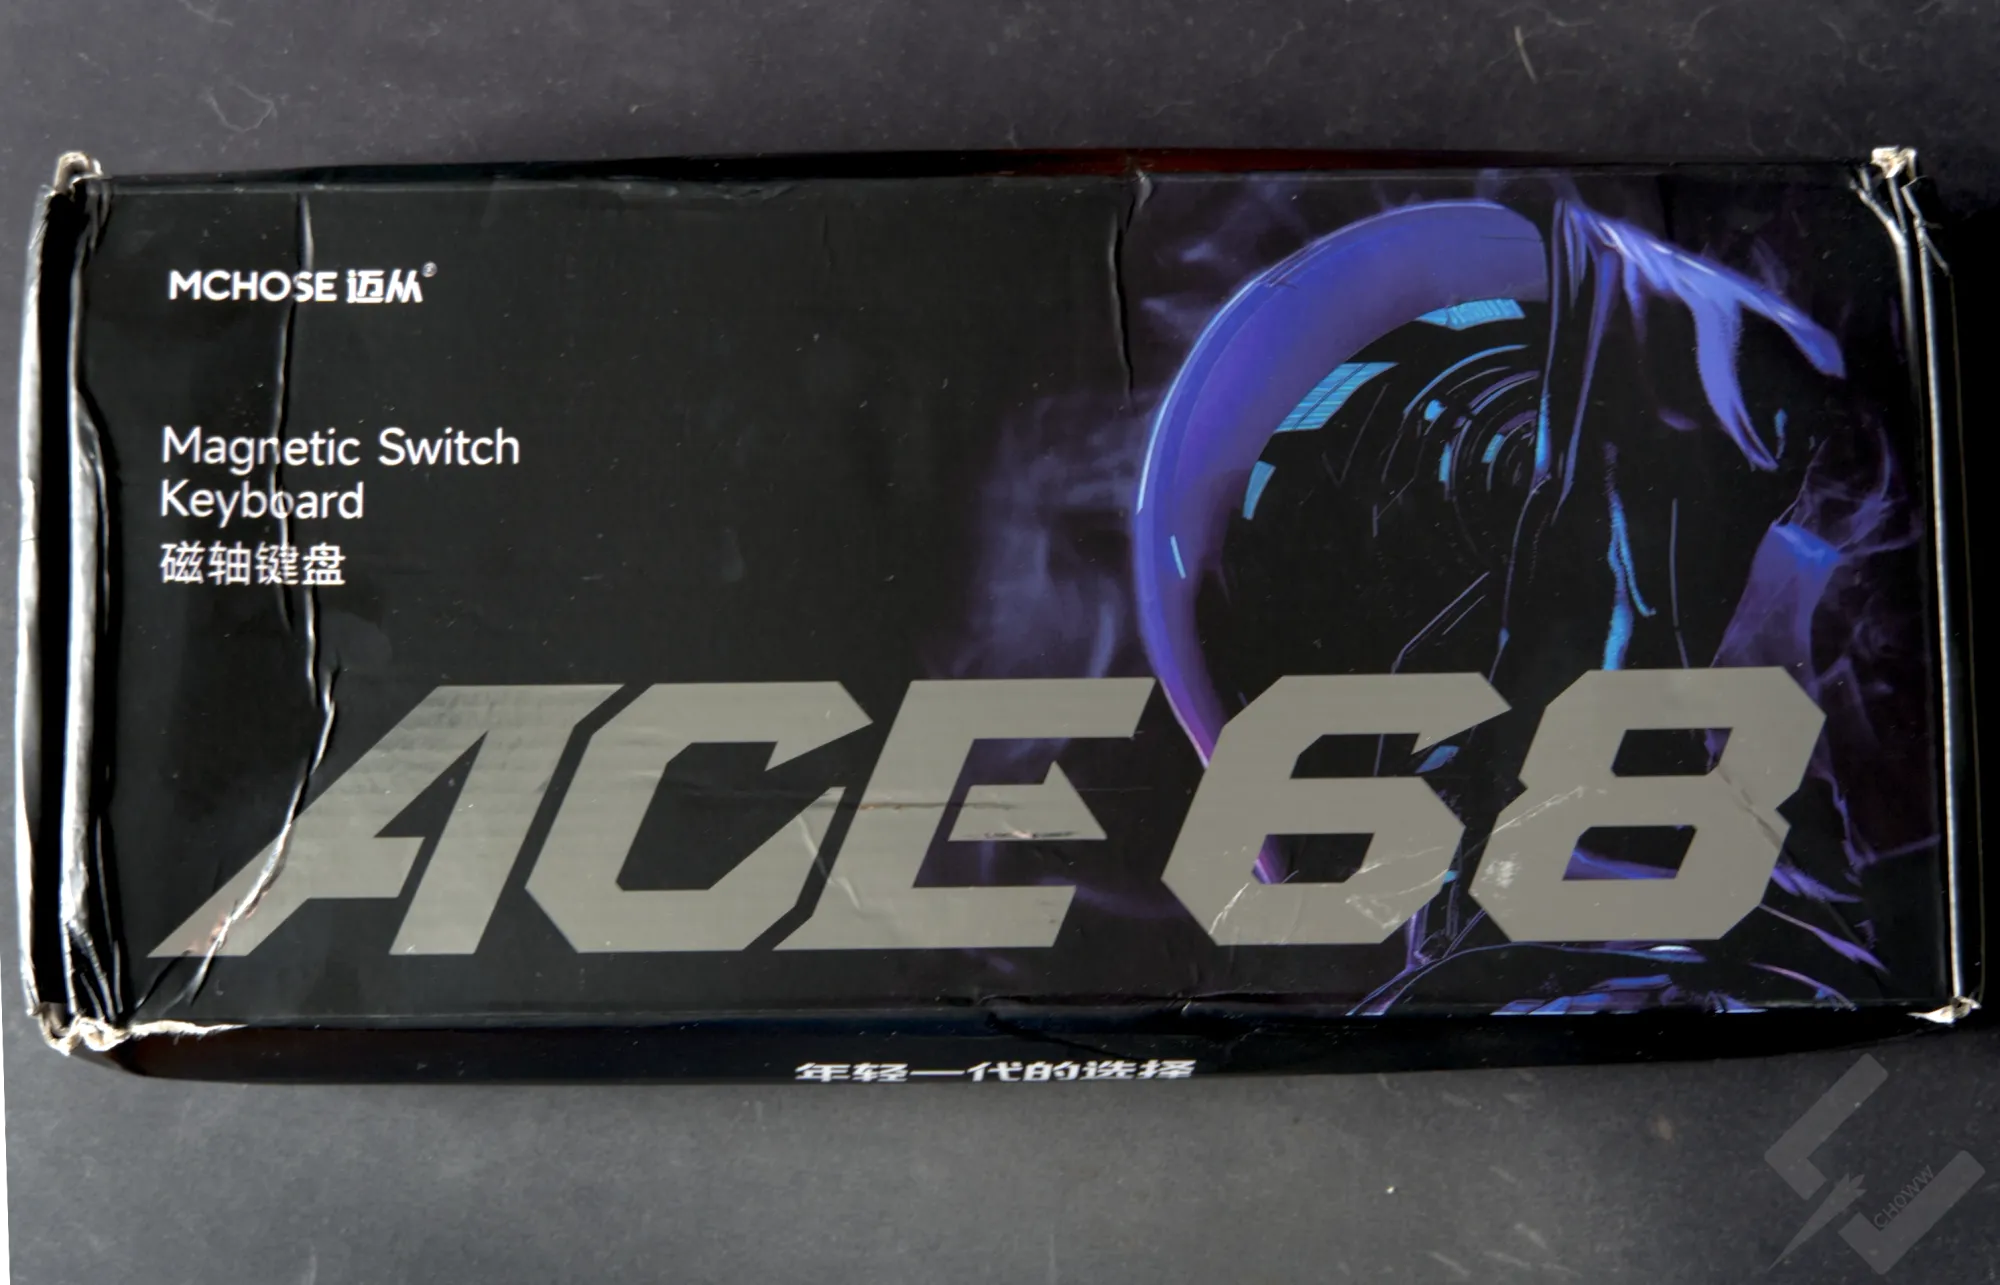 MCHOSE 迈从®
Magnetic Switch
Keyboard
磁轴键盘
ACE 68
年轻一代的选择
CHOWW